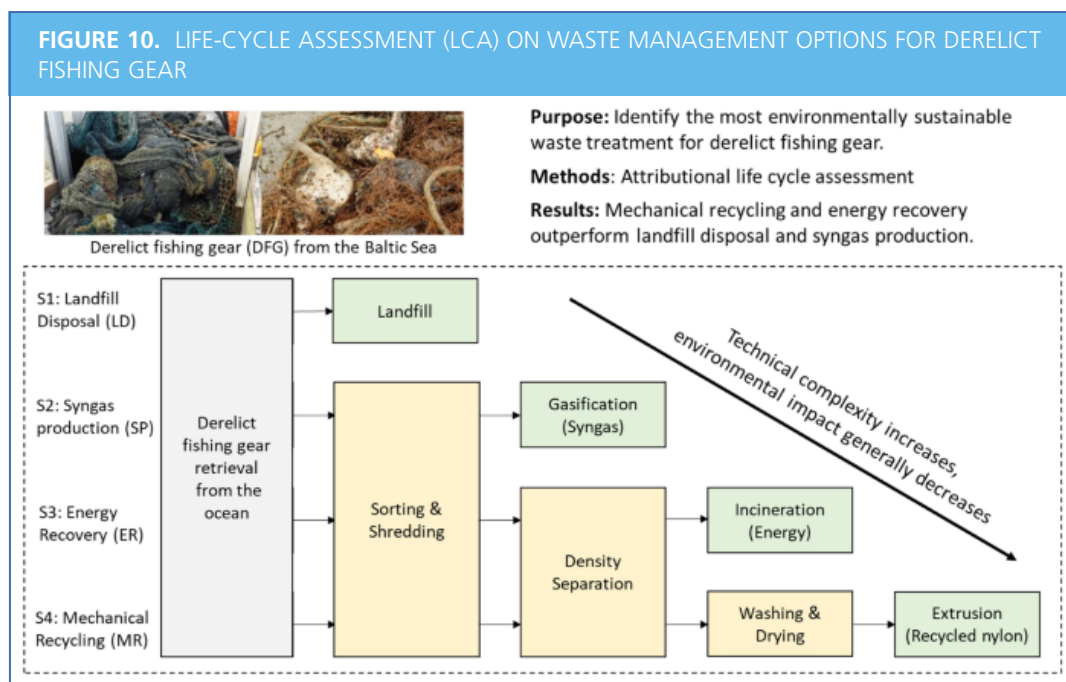 FIGURE 10. LIFE-CYCLE ASSESSMENT (LCA) ON WASTE MANAGEMENT OPTIONS FOR DERELICT
FISHING GEAR
Derelict fishing gear (DFG) from the Baltic Sea
Purpose: Identify the most environmentally sustainable
waste treatment for derelict fishing gear.
Methods: Attributional life cycle assessment
Results: Mechanical recycling and energy recovery
outperform landfill disposal and syngas production.
S1: Landfill
Disposal (LD)
S2: Syngas
production (SP)
S3: Energy
Recovery (ER)
S4: Mechanical
Recycling (MR)
Derelict
fishing gear
retrieval
from the
ocean
Landfill
Sorting &
Shredding
Gasification
(Syngas)
Density
Separation
Incineration
(Energy)
Washing &
Drying
Extrusion
(Recycled nylon)
Technical complexity increases,
environmental impact generally decreases